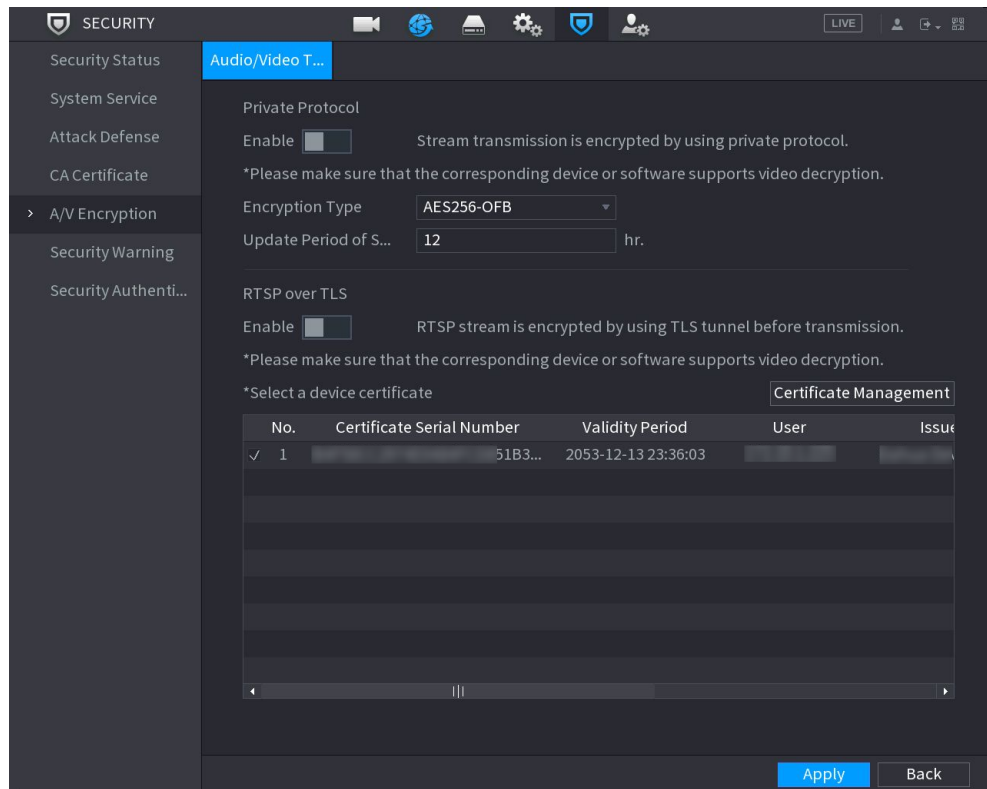 SECURITY
LIVE
Security Status
System Service
Attack Defense
CA Certificate
A/V Encryption
Security Warning
Security Authenti...
Audio/Video T...
Private Protocol
Enable Stream transmission is encrypted by using private protocol.
*Please make sure that the corresponding device or software supports video decryption.
Encryption Type AES256-OFB
Update Period of S... 12 hr.
RTSP over TLS
Enable RTSP stream is encrypted by using TLS tunnel before transmission.
*Please make sure that the corresponding device or software supports video decryption.
*Select a device certificate Certificate Management
No. Certificate Serial Number Validity Period User Issue
1 51B3... 2053-12-13 23:36:03
Apply Back